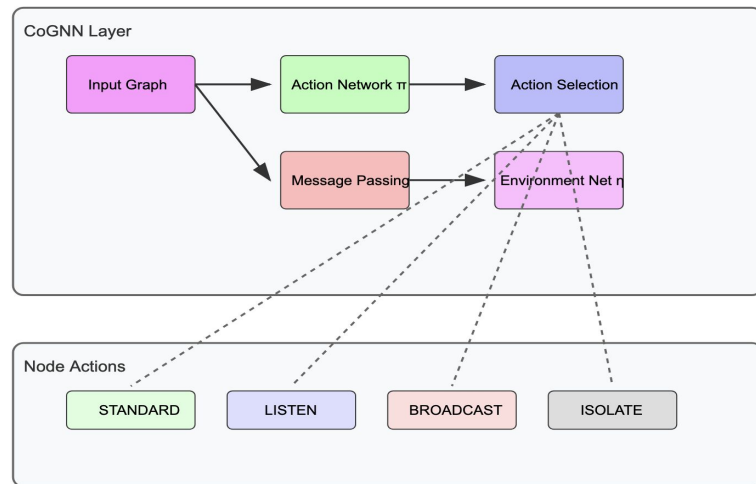 CoGNN Layer
Input Graph
Action Network π
Action Selection
Message Passing
Environment Net η
Node Actions
STANDARD
LISTEN
BROADCAST
ISOLATE